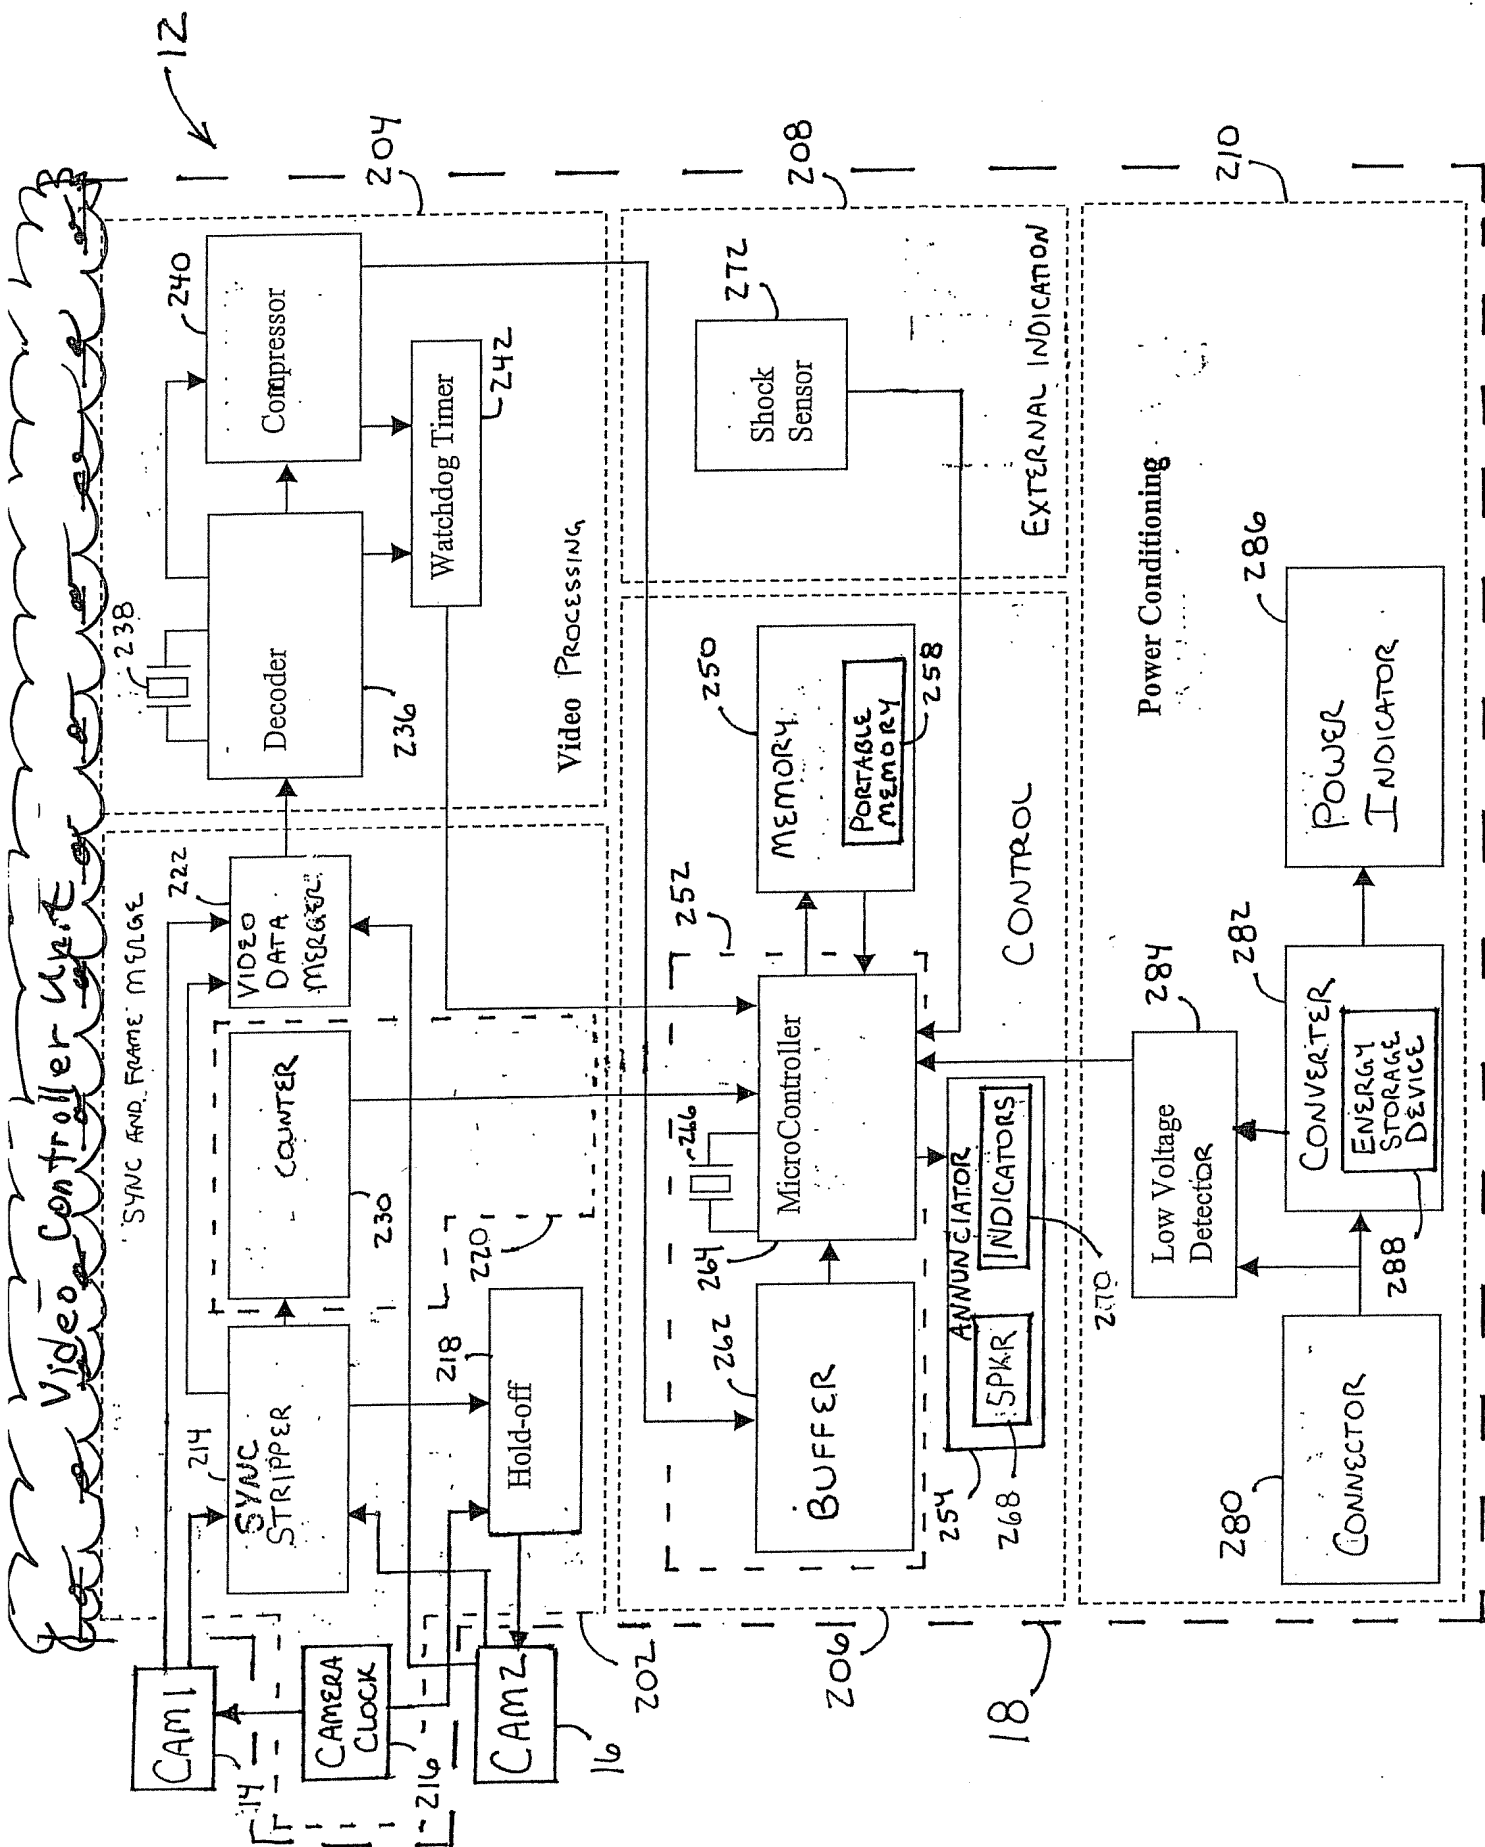 Video Controller Unit
12
SYNC AND FRAME MERGE
CAM 1
14
CAMERA
CLOCK
216
CAM 2
16
202
214
SYNC
STRIPPER
COUNTER
230
222
VIDEO
DATA
MERGER
218
Hold-off
220
204
238
Decoder
236
240
Compressor
Watchdog Timer
242
Video PROCESSING
206
18
252
262
BUFFER
264
266
MicroController
250
MEMORY
PORTABLE
MEMORY
258
254
ANNUNCIATOR
SPKR
268
INDICATORS
270
CONTROL
208
272
Shock
Sensor
EXTERNAL INDICATION
210
Power Conditioning
280
CONNECTOR
284
Low Voltage
DetecTOR
282
CONVERTER
ENERGY
STORAGE
DEVICE
288
286
POWER
INDICATOR